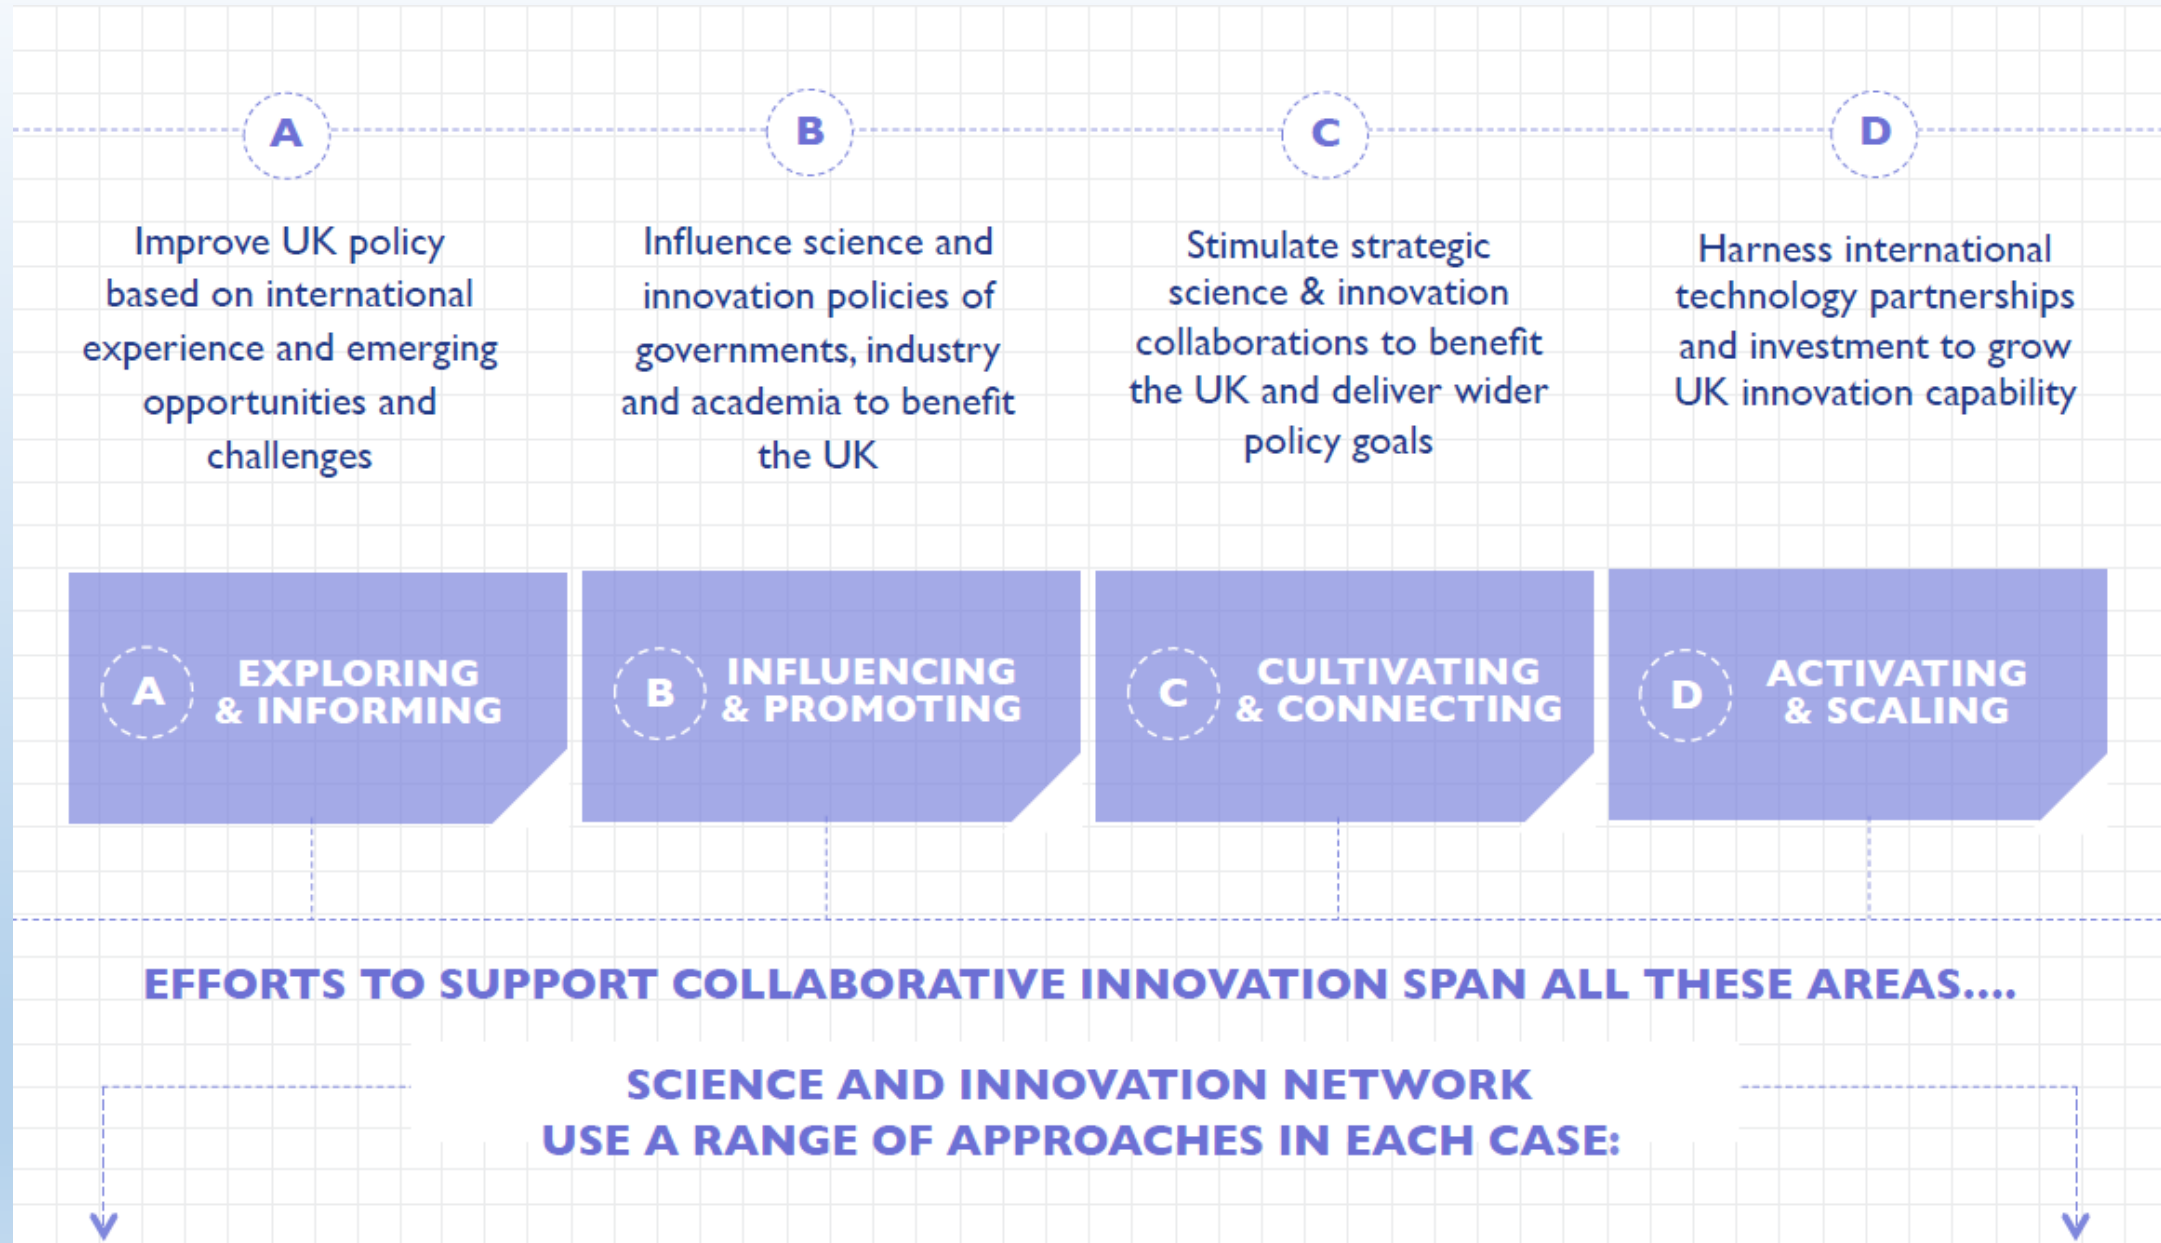 A
B
C
D
Improve UK policy
based on international
experience and emerging
opportunities and
challenges
Influence science and
innovation policies of
governments, industry
and academia to benefit
the UK
Stimulate strategic
science & innovation
collaborations to benefit
the UK and deliver wider
policy goals
Harness international
technology partnerships
and investment to grow
UK innovation capability
A
EXPLORING
& INFORMING
B
INFLUENCING
& PROMOTING
C
CULTIVATING
& CONNECTING
D
ACTIVATING
& SCALING
EFFORTS TO SUPPORT COLLABORATIVE INNOVATION SPAN ALL THESE AREAS....
SCIENCE AND INNOVATION NETWORK
USE A RANGE OF APPROACHES IN EACH CASE: